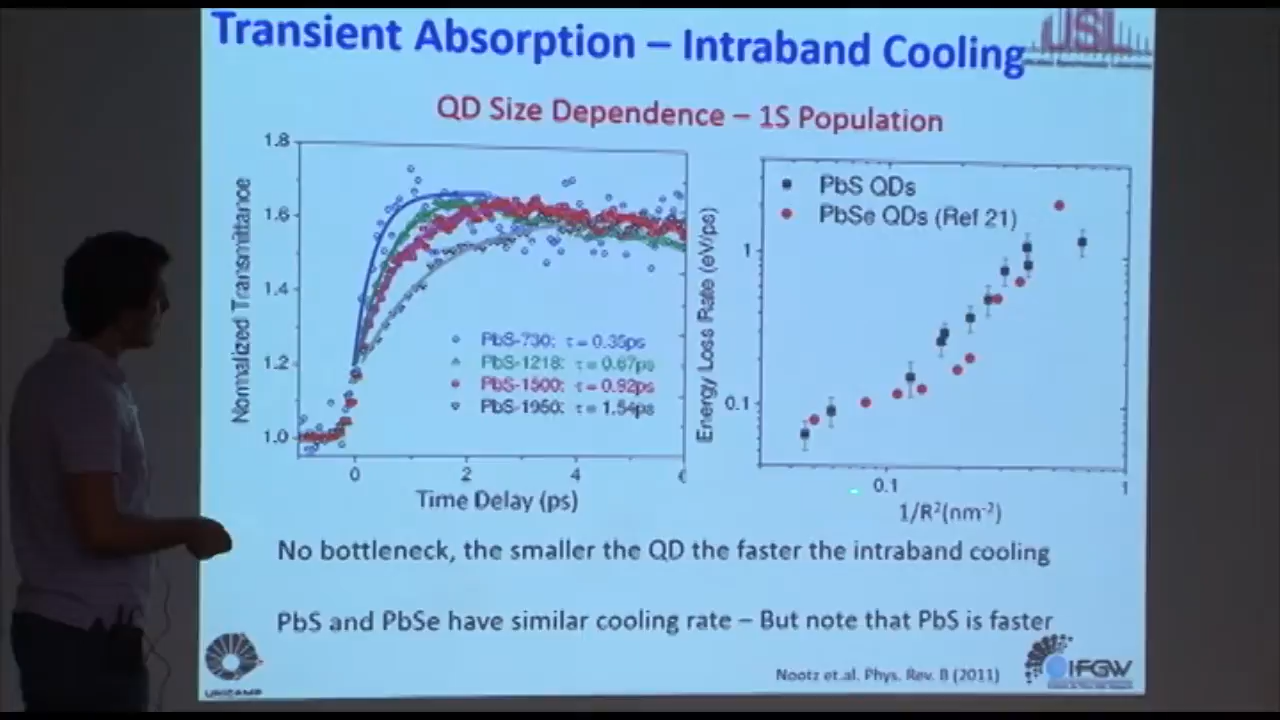 Transient Absorption – Intraband Cooling
USL
QD Size Dependence – 1S Population
Normalized Transmittance
1.8
1.6
1.4
1.2
1.0
PbS-730: τ = 0.35ps
PbS-1218: τ = 0.67ps
PbS-1500: τ = 0.92ps
PbS-1950: τ = 1.54ps
0 2 4 6
Time Delay (ps)
Energy Loss Rate (eV/ps)
PbS QDs
PbSe QDs (Ref 21)
1
0.1
0.1 1
1/R²(nm⁻²)
No bottleneck, the smaller the QD the faster the intraband cooling
PbS and PbSe have similar cooling rate – But note that PbS is faster
UNICAMP
Nootz et.al. Phys. Rev. B (2011)
IFGW